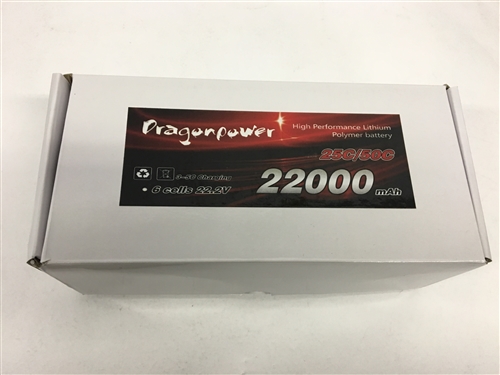 Dragonpower
High Performance Lithium
Polymer battery
25C/50C
3~5C Charging
• 6 cells 22.2V
22000 mAh